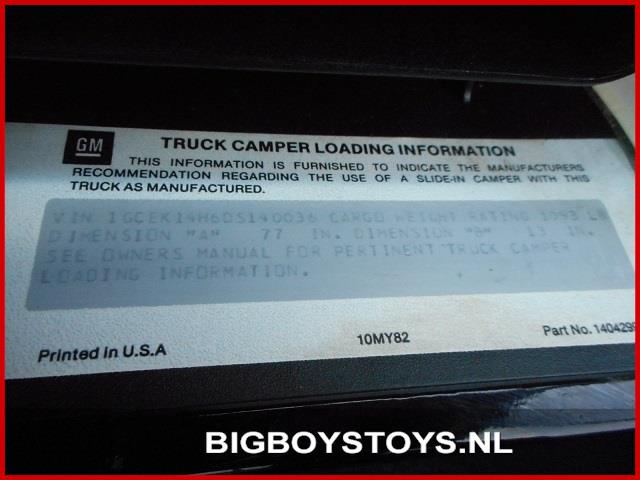 GM
TRUCK CAMPER LOADING INFORMATION
THIS INFORMATION IS FURNISHED TO INDICATE THE MANUFACTURERS
RECOMMENDATION REGARDING THE USE OF A SLIDE-IN CAMPER WITH THIS
TRUCK AS MANUFACTURED.
VIN 1GCEK14H6DS140036 CARGO WEIGHT RATING 1093 LB
DIMENSION "A" 77 IN. DIMENSION "B" 13 IN.
SEE OWNERS MANUAL FOR PERTINENT TRUCK CAMPER
LOADING INFORMATION.
Printed in U.S.A
10MY82
Part No.
BIGBOYSTOYS.NL